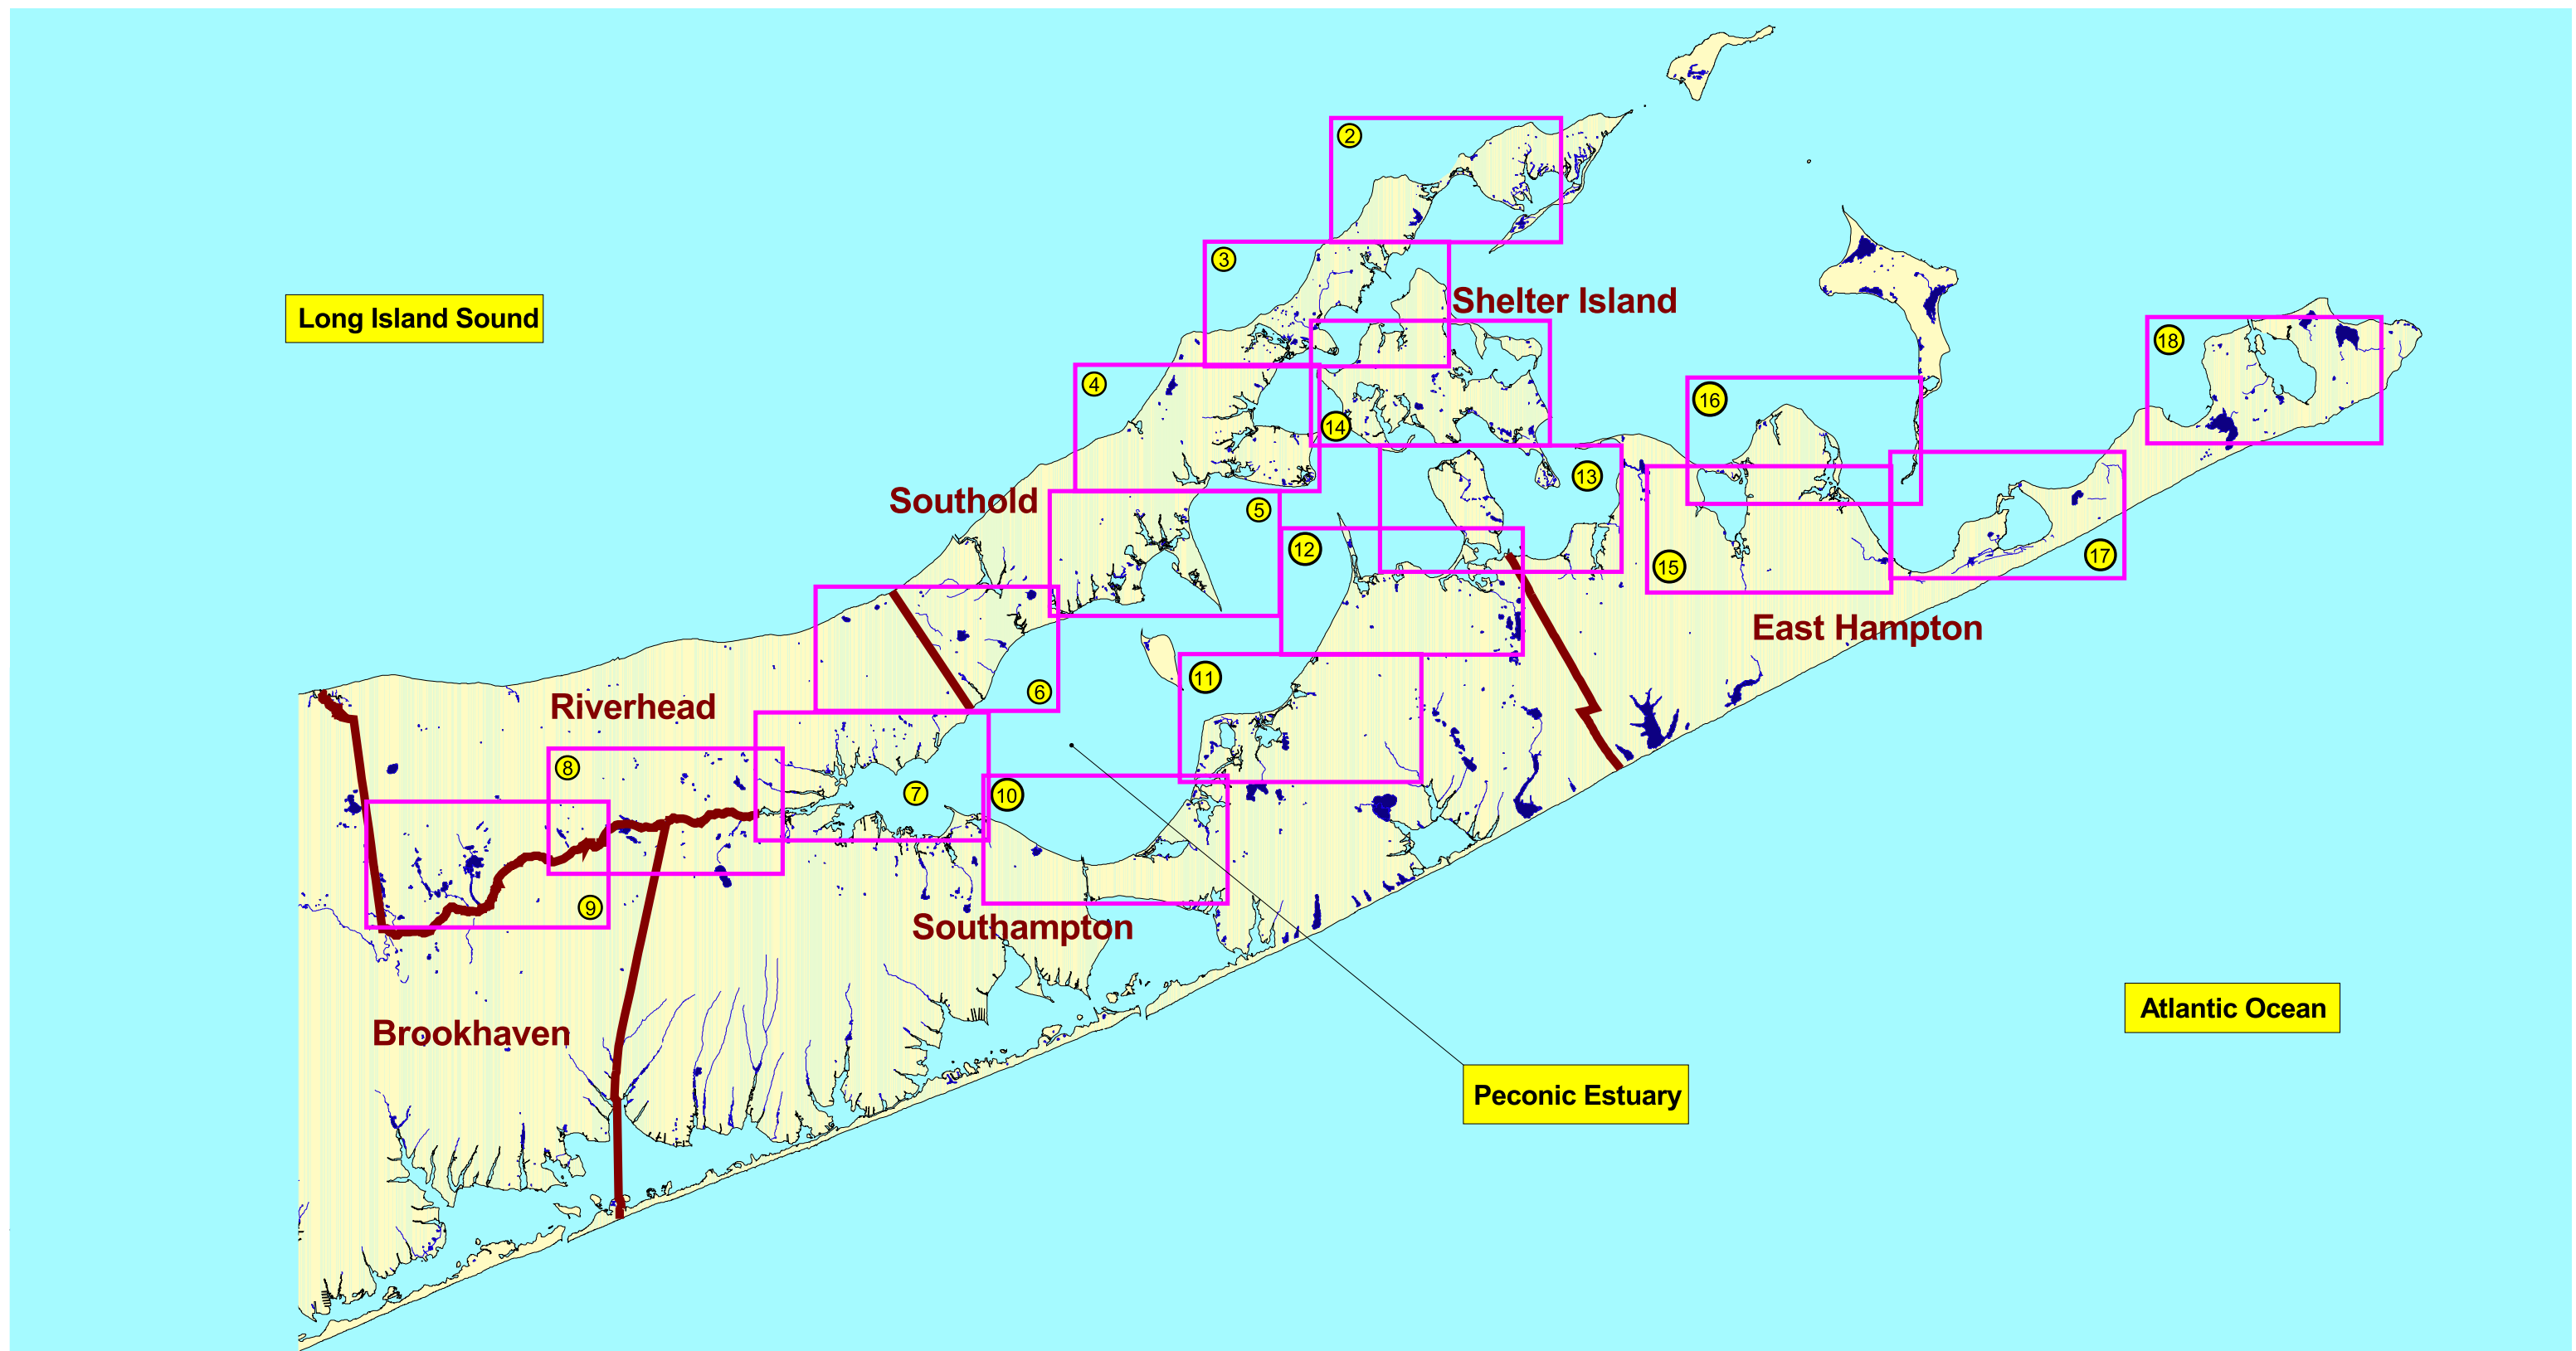 2
3
Shelter Island
Long Island Sound
18
4
16
14
13
Southold
5
12
17
15
East Hampton
11
6
Riverhead
8
7
10
9
Southampton
Atlantic Ocean
Brookhaven
Peconic Estuary